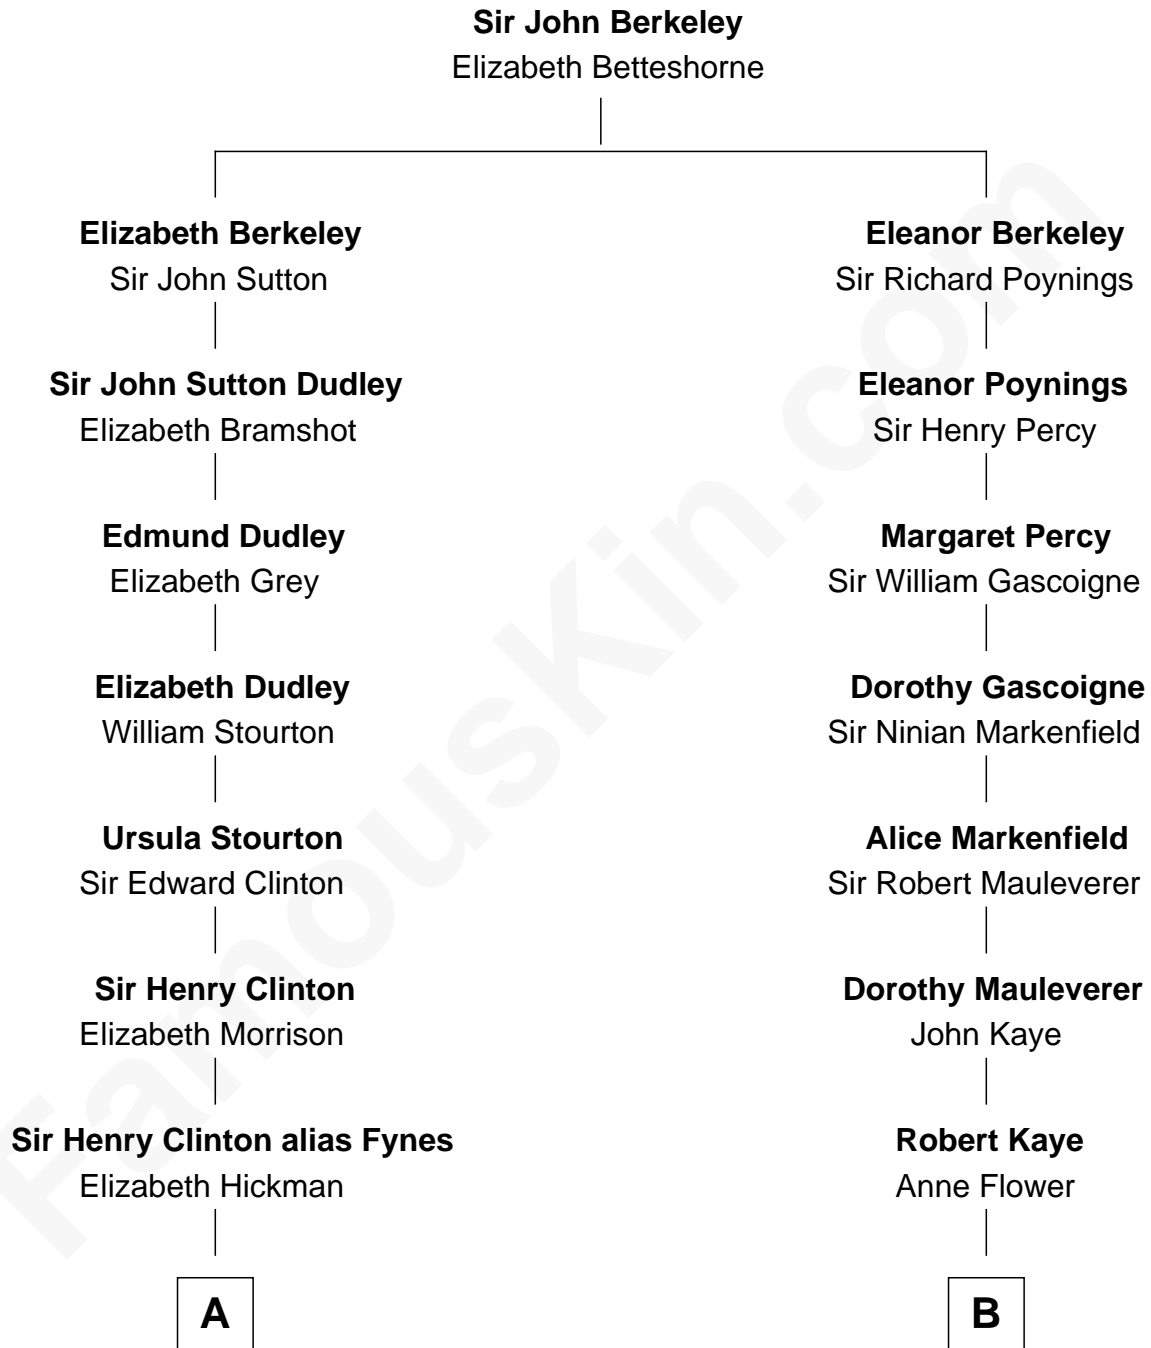 Sir John Berkeley
Elizabeth Betteshorne
Elizabeth Berkeley
Sir John Sutton
Eleanor Berkeley
Sir Richard Poynings
Sir John Sutton Dudley
Elizabeth Bramshot
Eleanor Poynings
Sir Henry Percy
Edmund Dudley
Elizabeth Grey
Margaret Percy
Sir William Gascoigne
Elizabeth Dudley
William Stourton
Dorothy Gascoigne
Sir Ninian Markenfield
Ursula Stourton
Sir Edward Clinton
Alice Markenfield
Sir Robert Mauleverer
Sir Henry Clinton
Elizabeth Morrison
Dorothy Mauleverer
John Kaye
Sir Henry Clinton alias Fynes
Elizabeth Hickman
Robert Kaye
Anne Flower
A
B
FamousKin.com